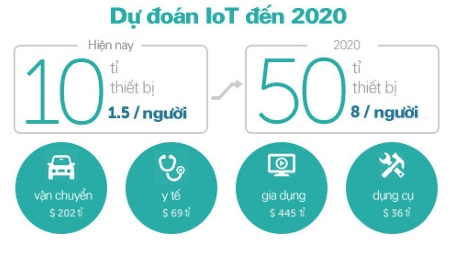 Dự đoán IoT đến 2020
Hiện nay
10 tỉ thiết bị
1.5 / người
2020
50 tỉ thiết bị
8 / người
vận chuyển
$ 202 tỉ
y tế
$ 69 tỉ
gia dụng
$ 445 tỉ
dụng cụ
$ 36 tỉ